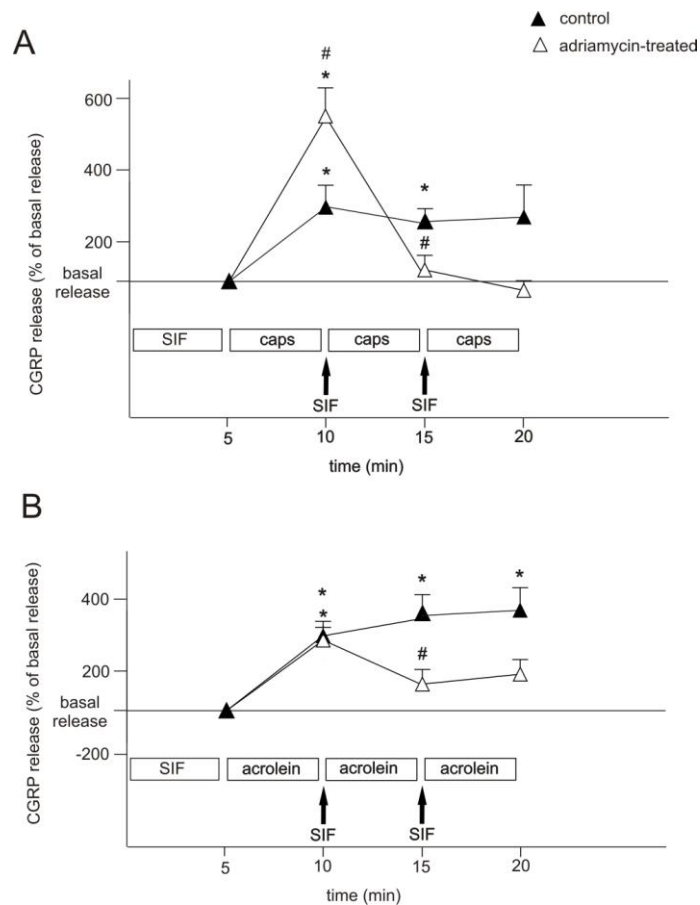 control
adriamycin-treated
A
CGRP release (% of basal release)
#
*
600
*
*
400
#
200
basal
release
SIF
caps
caps
caps
SIF
SIF
5
10
15
20
time (min)
B
CGRP release (% of basal release)
*
*
*
*
400
#
200
basal
release
-200
SIF
acrolein
acrolein
acrolein
SIF
SIF
5
10
15
20
time (min)